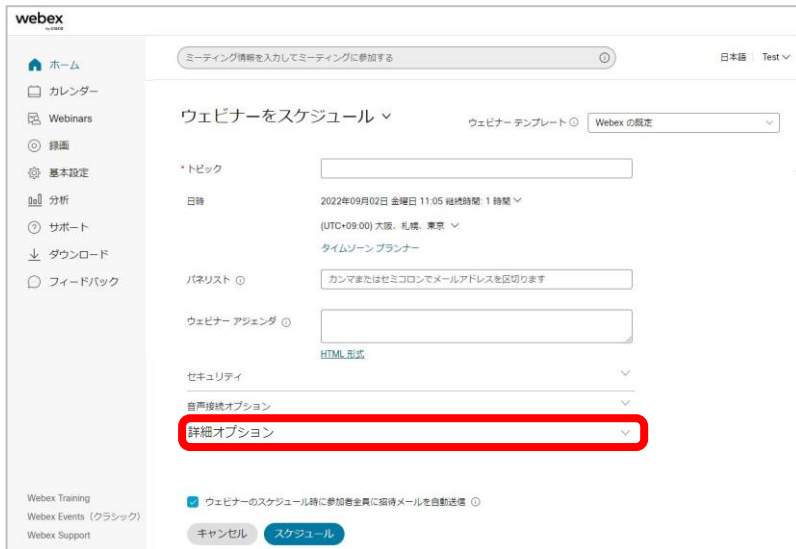 webex
by CISCO
ミーティング情報を入力してミーティングに参加する
日本語
Test
ホーム
カレンダー
Webinars
録画
基本設定
分析
サポート
ダウンロード
フィードバック
ウェビナーをスケジュール
ウェビナー テンプレート
Webex の既定
* トピック
日時
2022年09月02日 金曜日 11:05 継続時間: 1 時間
(UTC+09:00) 大阪、札幌、東京
タイムゾーン プランナー
パネリスト
カンマまたはセミコロンでメールアドレスを区切ります
ウェビナー アジェンダ
HTML 形式
セキュリティ
音声接続オプション
詳細オプション
ウェビナーのスケジュール時に参加者全員に招待メールを自動送信
キャンセル
スケジュール
Webex Training
Webex Events（クラシック）
Webex Support